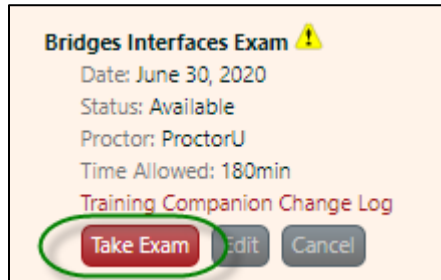 Bridges Interfaces Exam
Date: June 30, 2020
Status: Available
Proctor: ProctorU
Time Allowed: 180min
Training Companion Change Log
Take Exam Edit Cancel